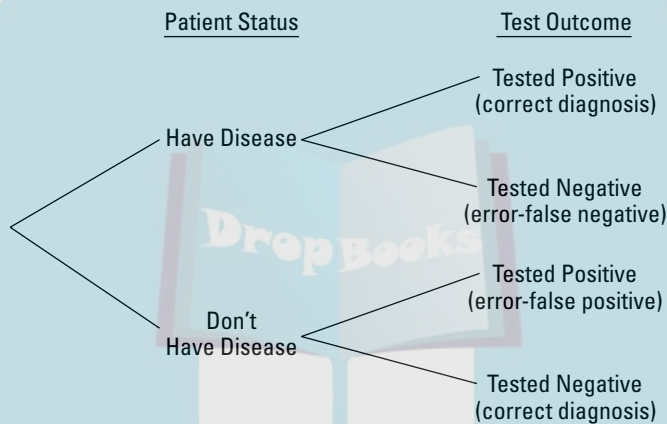 Patient Status
Test Outcome
Have Disease
Tested Positive
(correct diagnosis)
Tested Negative
(error-false negative)
Don't
Have Disease
Tested Positive
(error-false positive)
Tested Negative
(correct diagnosis)
DropBooks